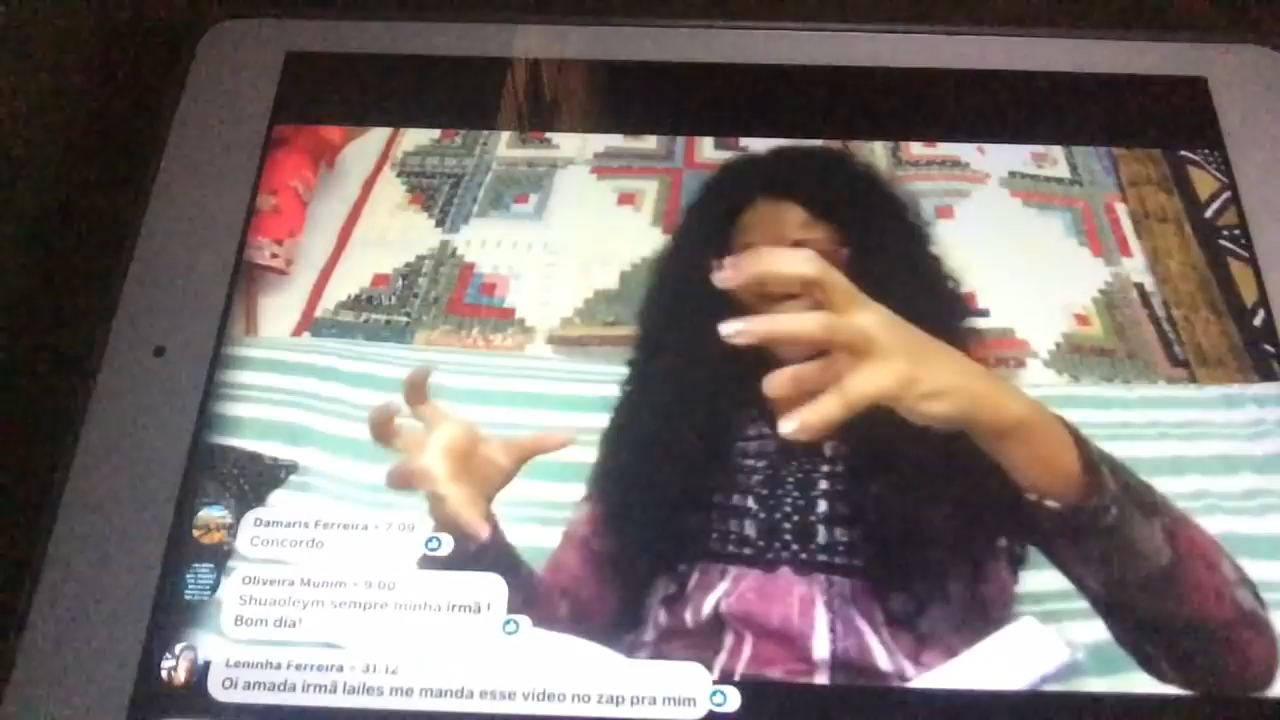 Damaris Ferreira • 7:09
Concordo
Oliveira Munim • 9:00
Shuaoleym sempre minha irmã !
Bom dia!
Leninha Ferreira • 31:12
Oi amada irmã lailes me manda esse video no zap pra mim